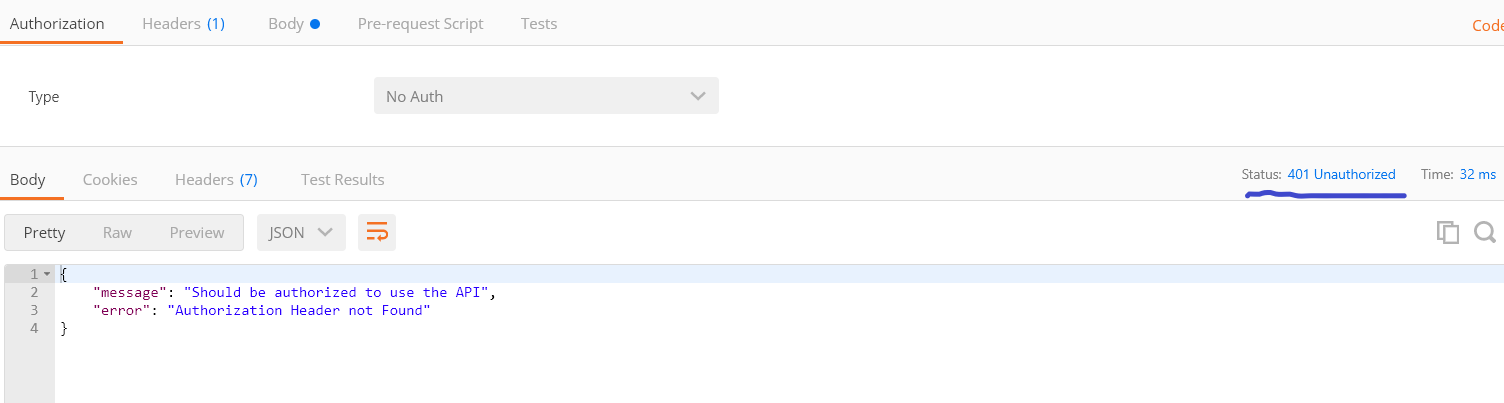 Authorization Headers (1) Body Pre-request Script Tests
Code
Type No Auth
Body Cookies Headers (7) Test Results Status: 401 Unauthorized Time: 32 ms
Pretty Raw Preview JSON
1 {
2 "message": "Should be authorized to use the API",
3 "error": "Authorization Header not Found"
4 }